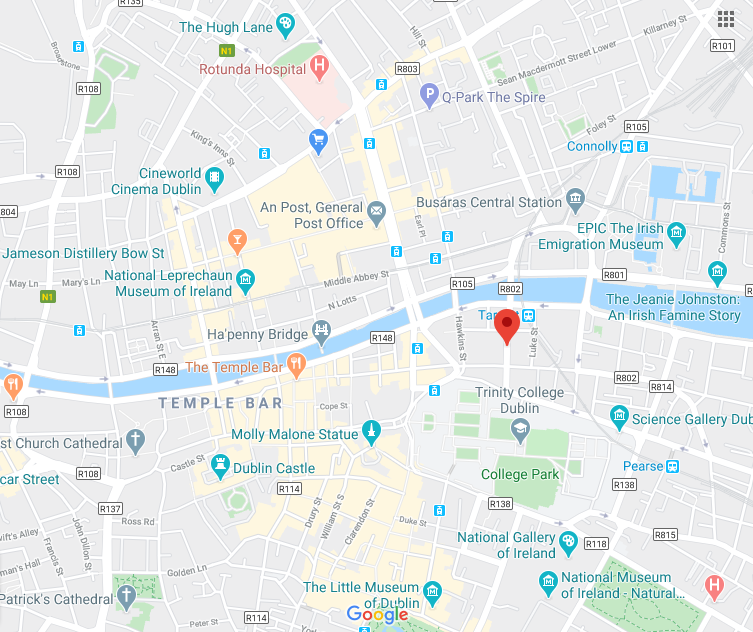 R108
The Hugh Lane
Hill St
Killarney St
R101
Broadstone
N1
Rotunda Hospital
R803
Sean Macdermott Street Lower
R108
Q-Park The Spire
King's Inns St
Foley St
R105
Connolly
R108
Cineworld
Cinema Dublin
804
An Post, General
Post Office
Earl Pl
Busáras Central Station
Commons St
EPIC The Irish
Emigration Museum
Jameson Distillery Bow St
May Ln
Mary's Ln
National Leprechaun
Museum of Ireland
Middle Abbey St
N1
N Lotts
R105
R802
R801
The Jeanie Johnston:
An Irish Famine Story
Arran St E
Ha'penny Bridge
R148
Hawkins St
Luke St
R148
The Temple Bar
R802
R814
R108
TEMPLE BAR
Cope St
Trinity College
Dublin
Science Gallery Dub
st Church Cathedral
Molly Malone Statue
Castle St
Dublin Castle
Pearse
R108
car Street
College Park
R138
R114
R137
R138
Drury St
William St S
Clarendon St
Duke St
Ross Rd
John Dillon St
Francis St
wift's Alley
R815
National Gallery
of Ireland
R118
man's Hall
Golden Ln
The Little Museum
of Dublin
National Museum
of Ireland - Natural...
Patrick's Cathedral
Google
R114
Peter St